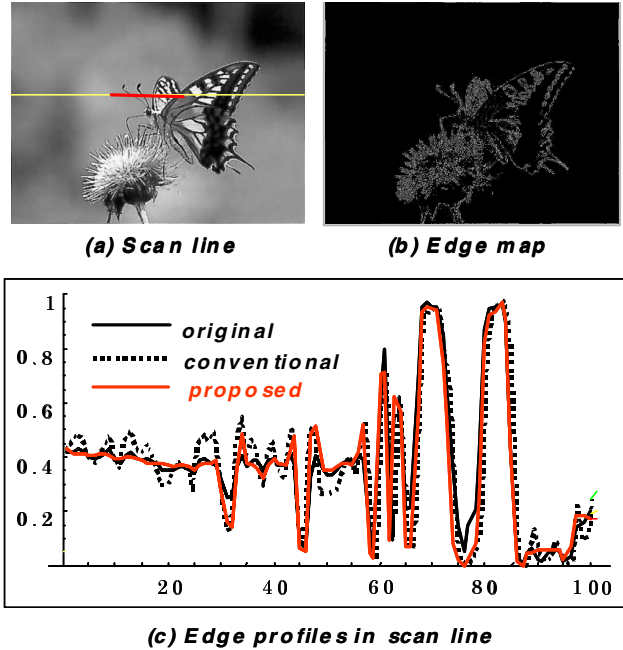 (a) Scan line
(b) Edge map
1
original
0.8
conventional
proposed
0.6
0.4
0.2
20 40 60 80 100
(c) Edge profiles in scan line